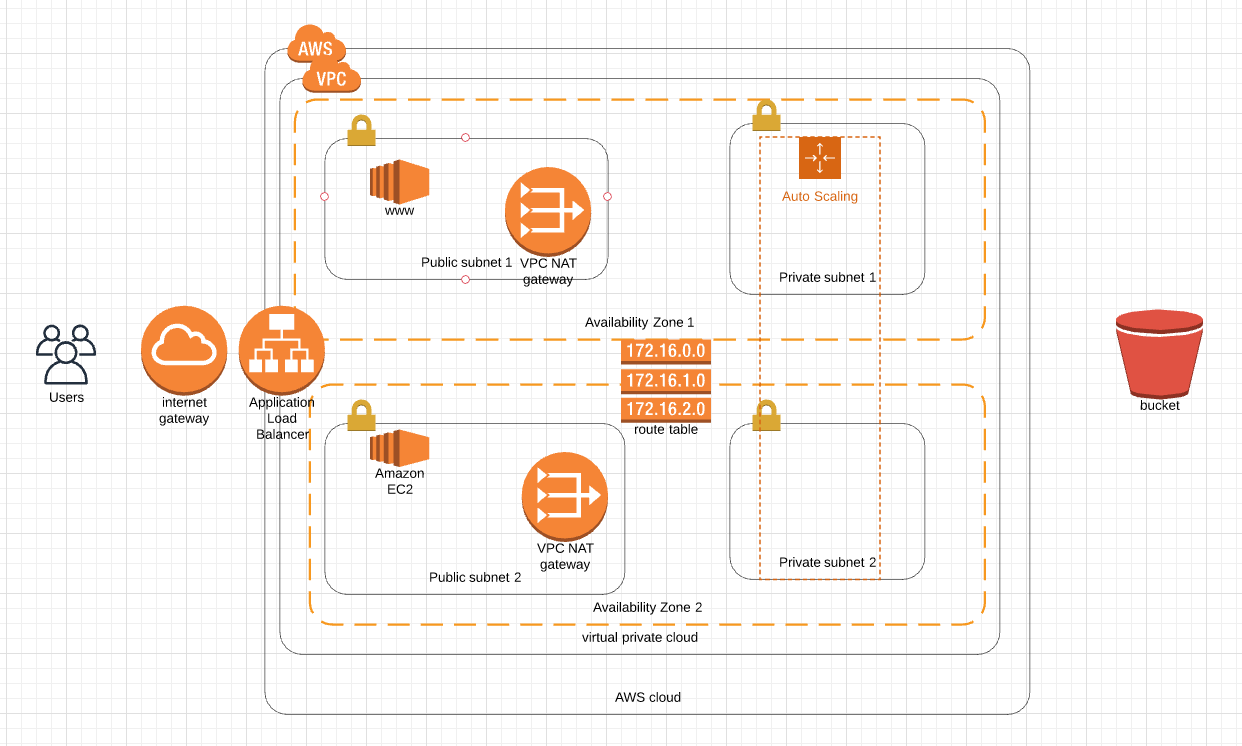 AWS
VPC
www
Public subnet 1
VPC NAT
gateway
Auto Scaling
Private subnet 1
Availability Zone 1
Users
internet
gateway
Application
Load
Balancer
172.16.0.0
172.16.1.0
172.16.2.0
route table
bucket
Amazon
EC2
VPC NAT
gateway
Public subnet 2
Private subnet 2
Availability Zone 2
virtual private cloud
AWS cloud